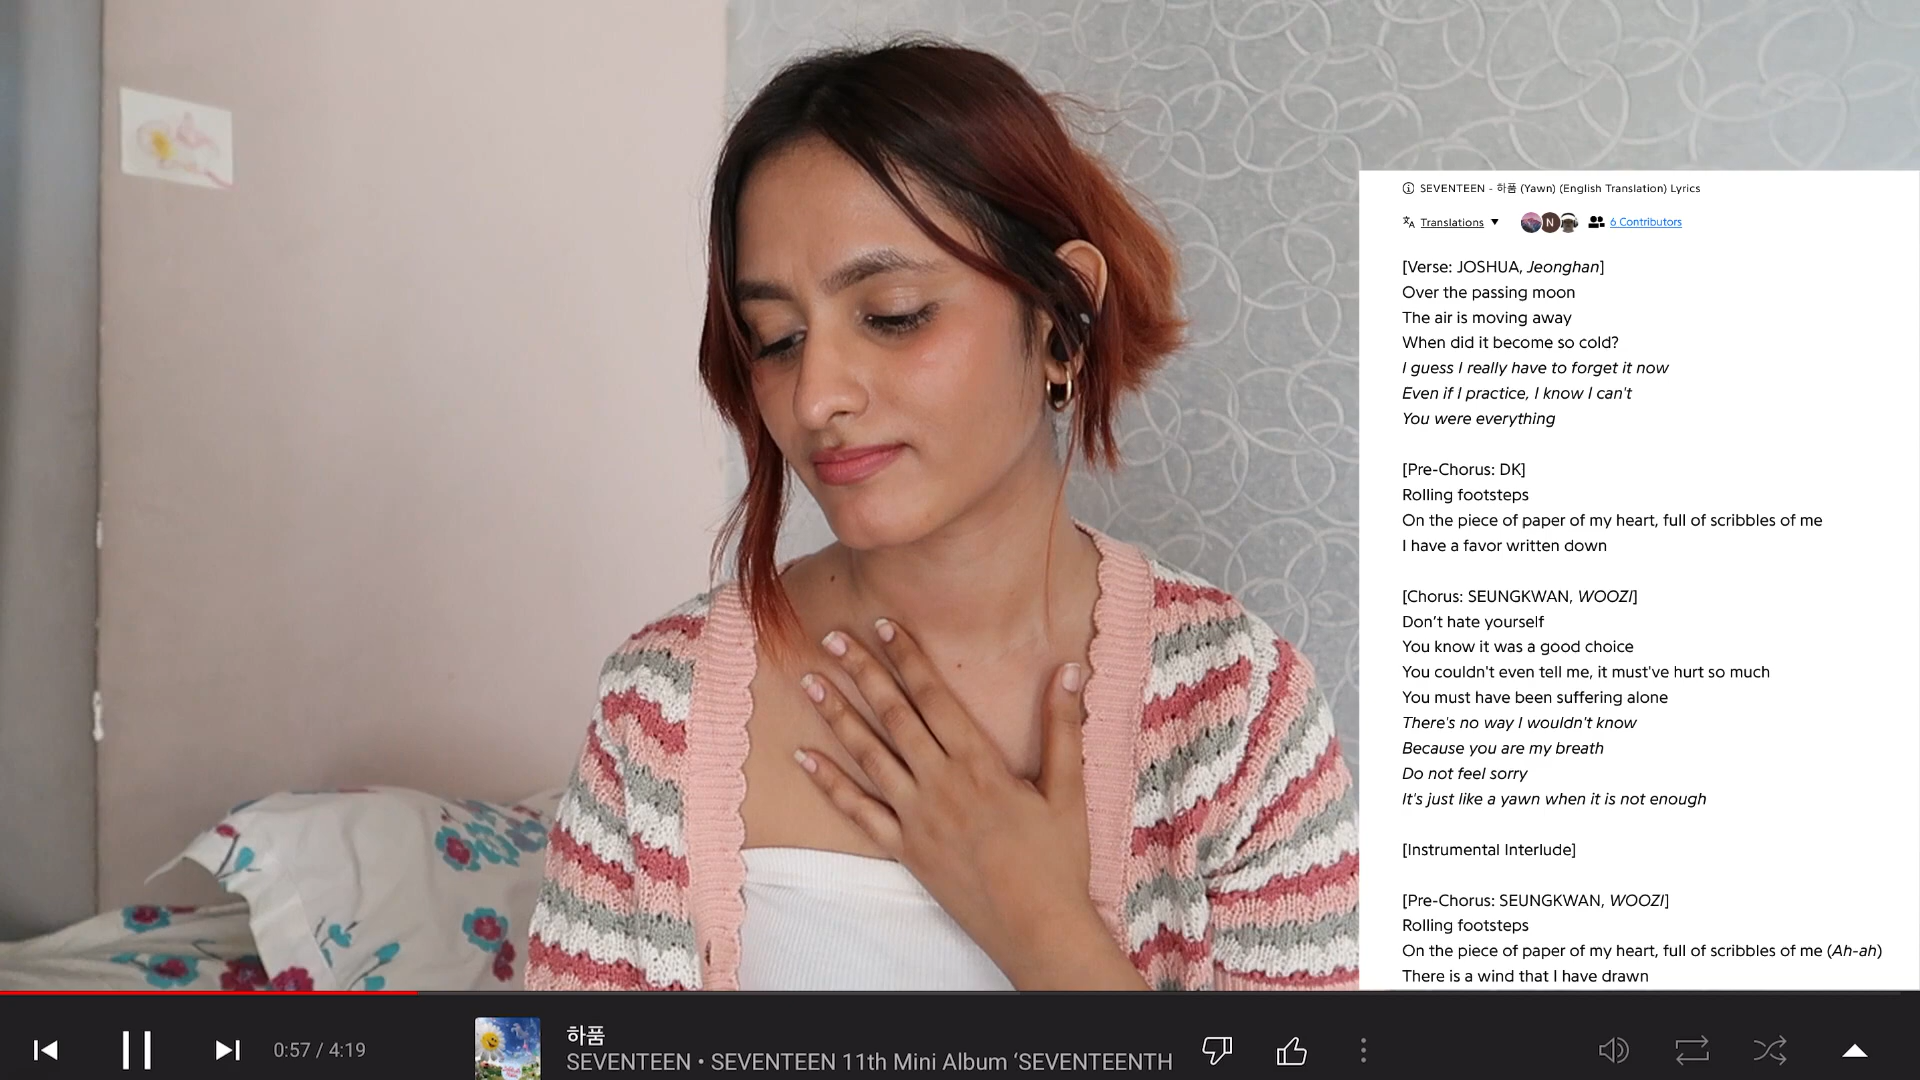 SEVENTEEN - 하품 (Yawn) (English Translation) Lyrics
Translations
N
6 Contributors
[Verse: JOSHUA, Jeonghan]
Over the passing moon
The air is moving away
When did it become so cold?
I guess I really have to forget it now
Even if I practice, I know I can't
You were everything
[Pre-Chorus: DK]
Rolling footsteps
On the piece of paper of my heart, full of scribbles of me
I have a favor written down
[Chorus: SEUNGKWAN, WOOZI]
Don’t hate yourself
You know it was a good choice
You couldn't even tell me, it must've hurt so much
You must have been suffering alone
There's no way I wouldn't know
Because you are my breath
Do not feel sorry
It's just like a yawn when it is not enough
[Instrumental Interlude]
[Pre-Chorus: SEUNGKWAN, WOOZI]
Rolling footsteps
On the piece of paper of my heart, full of scribbles of me (Ah-ah)
There is a wind that I have drawn
0:57 / 4:19
하품
SEVENTEEN • SEVENTEEN 11th Mini Album ‘SEVENTEENTH